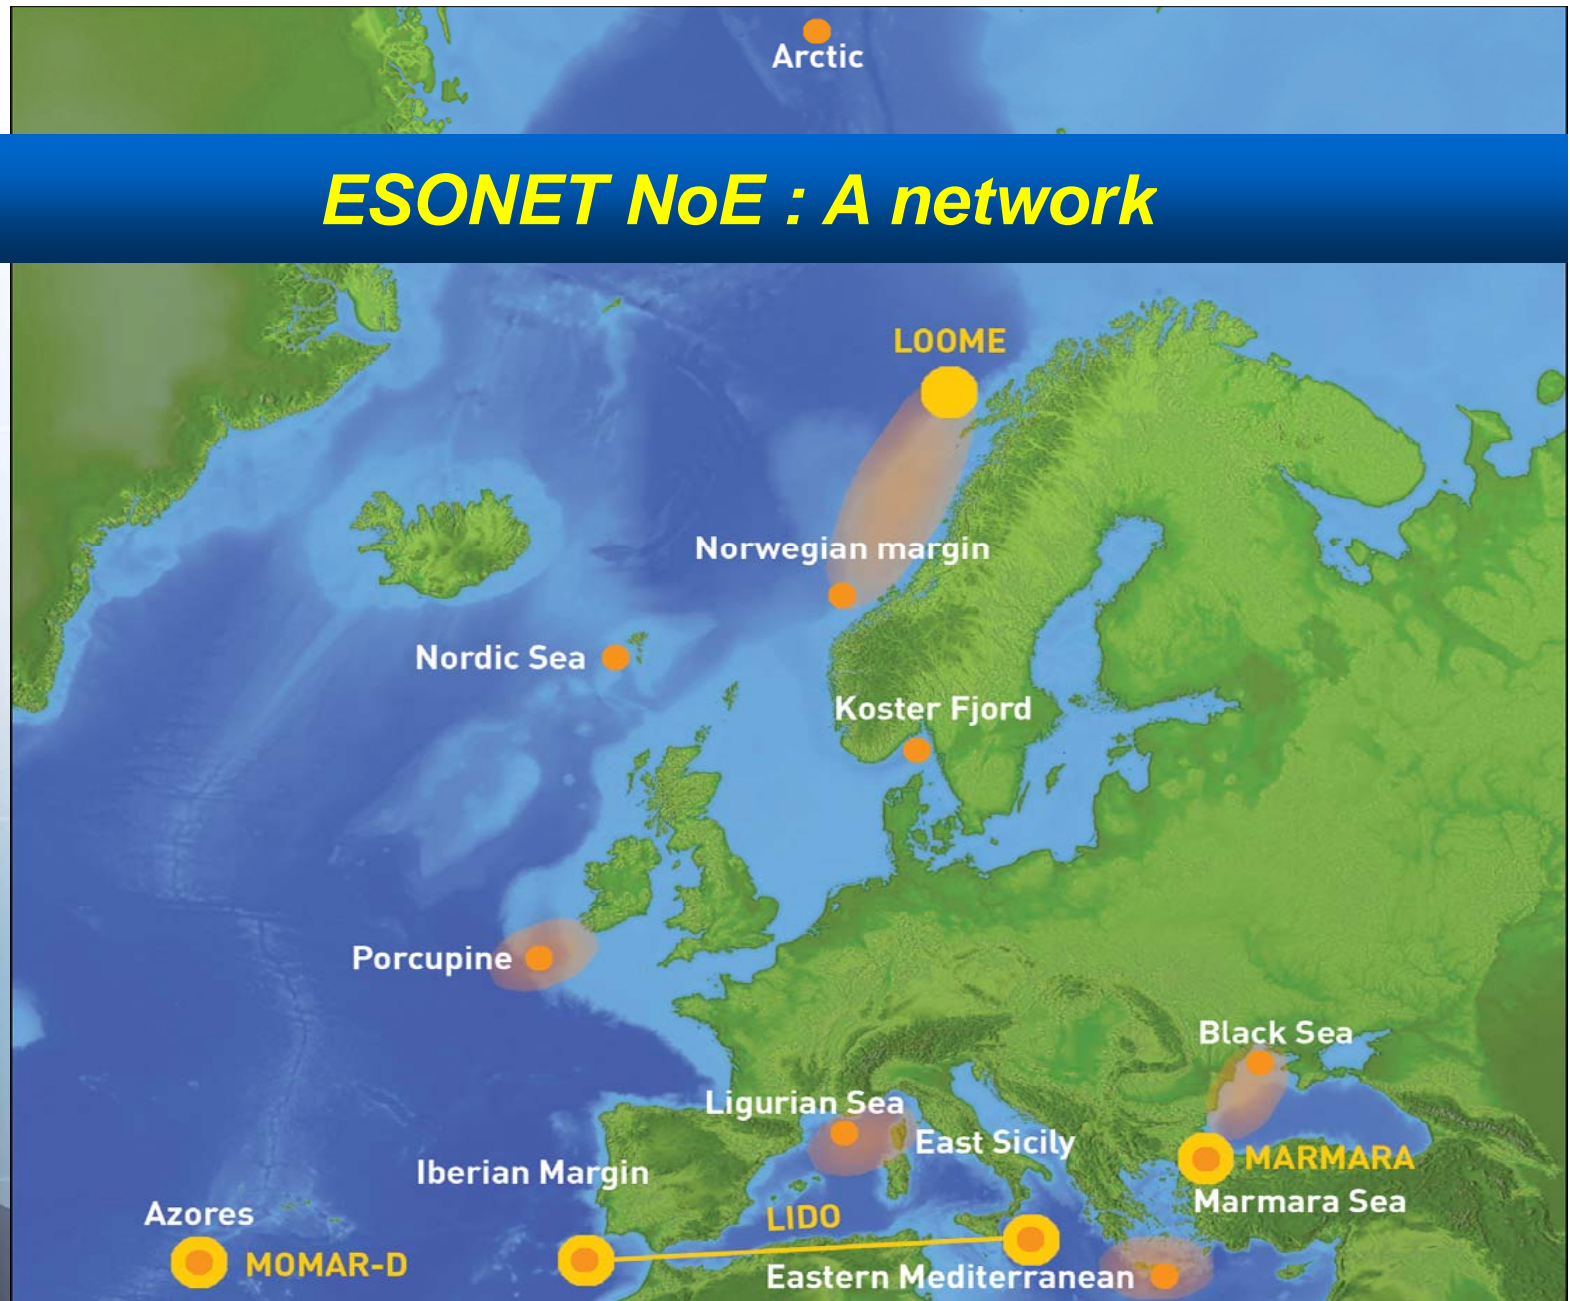 Arctic
ESONET NoE : A network
LOOME
Norwegian margin
Nordic Sea
Koster Fjord
Porcupine
Black Sea
Ligurian Sea
East Sicily
MARMARA
Iberian Margin
Marmara Sea
Azores
LIDO
MOMAR-D
Eastern Mediterranean